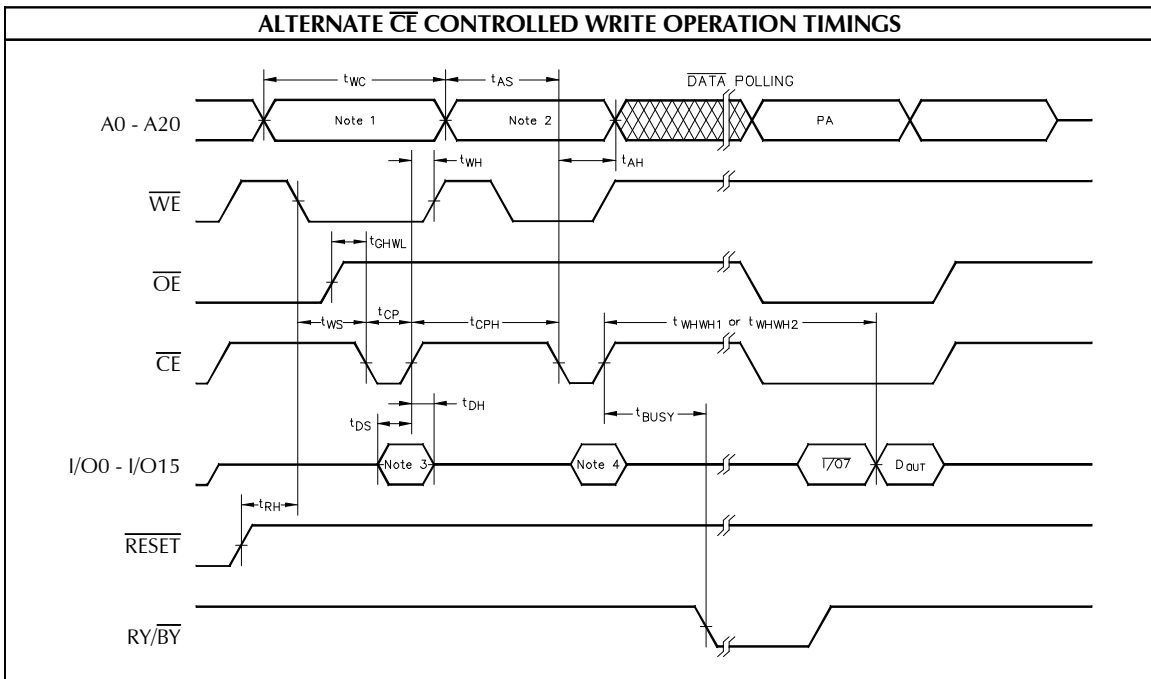 ALTERNATE CE CONTROLLED WRITE OPERATION TIMINGS
tWC
tAS
DATA POLLING
A0 - A20
Note 1
Note 2
PA
tWH
tAH
WE
tGHWL
OE
tWS
tCP
tCPH
tWHWH1 or tWHWH2
CE
tDH
tBUSY
tDS
I/O0 - I/O15
Note 3
Note 4
I/O7
DOUT
tRH
RESET
RY/BY